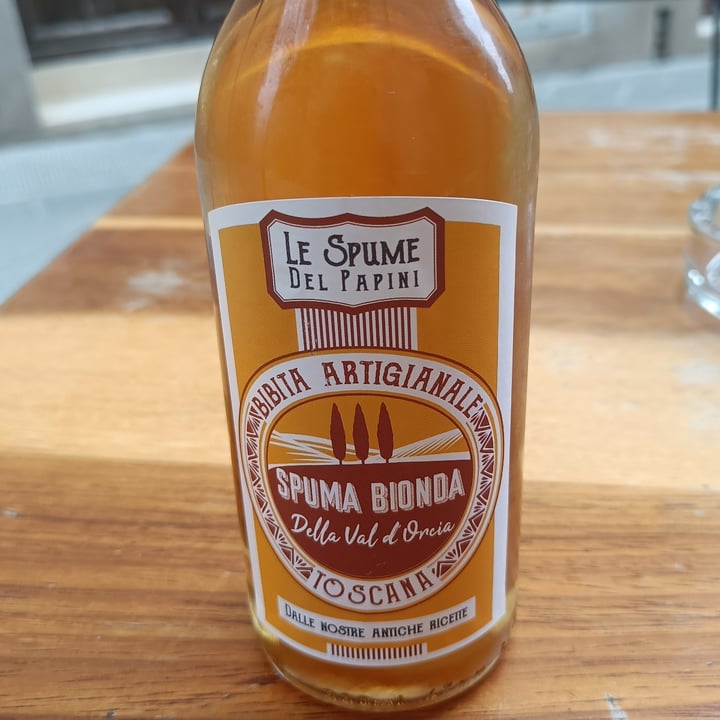 LE SPUME
DEL PAPINI
BIBITA ARTIGIANALE
SPUMA BIONDA
Della Val d'Orcia
TOSCANA
DALLE NOSTRE ANTICHE RICETTE